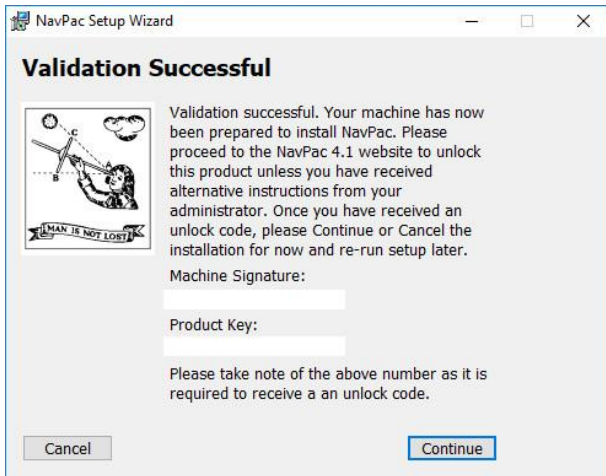 NavPac Setup Wizard
Validation Successful
Validation successful. Your machine has now
been prepared to install NavPac. Please
proceed to the NavPac 4.1 website to unlock
this product unless you have received
alternative instructions from your
administrator. Once you have received an
unlock code, please Continue or Cancel the
installation for now and re-run setup later.
C
A
B
MAN IS NOT LOST
Machine Signature:
Product Key:
Please take note of the above number as it is
required to receive a an unlock code.
Cancel
Continue